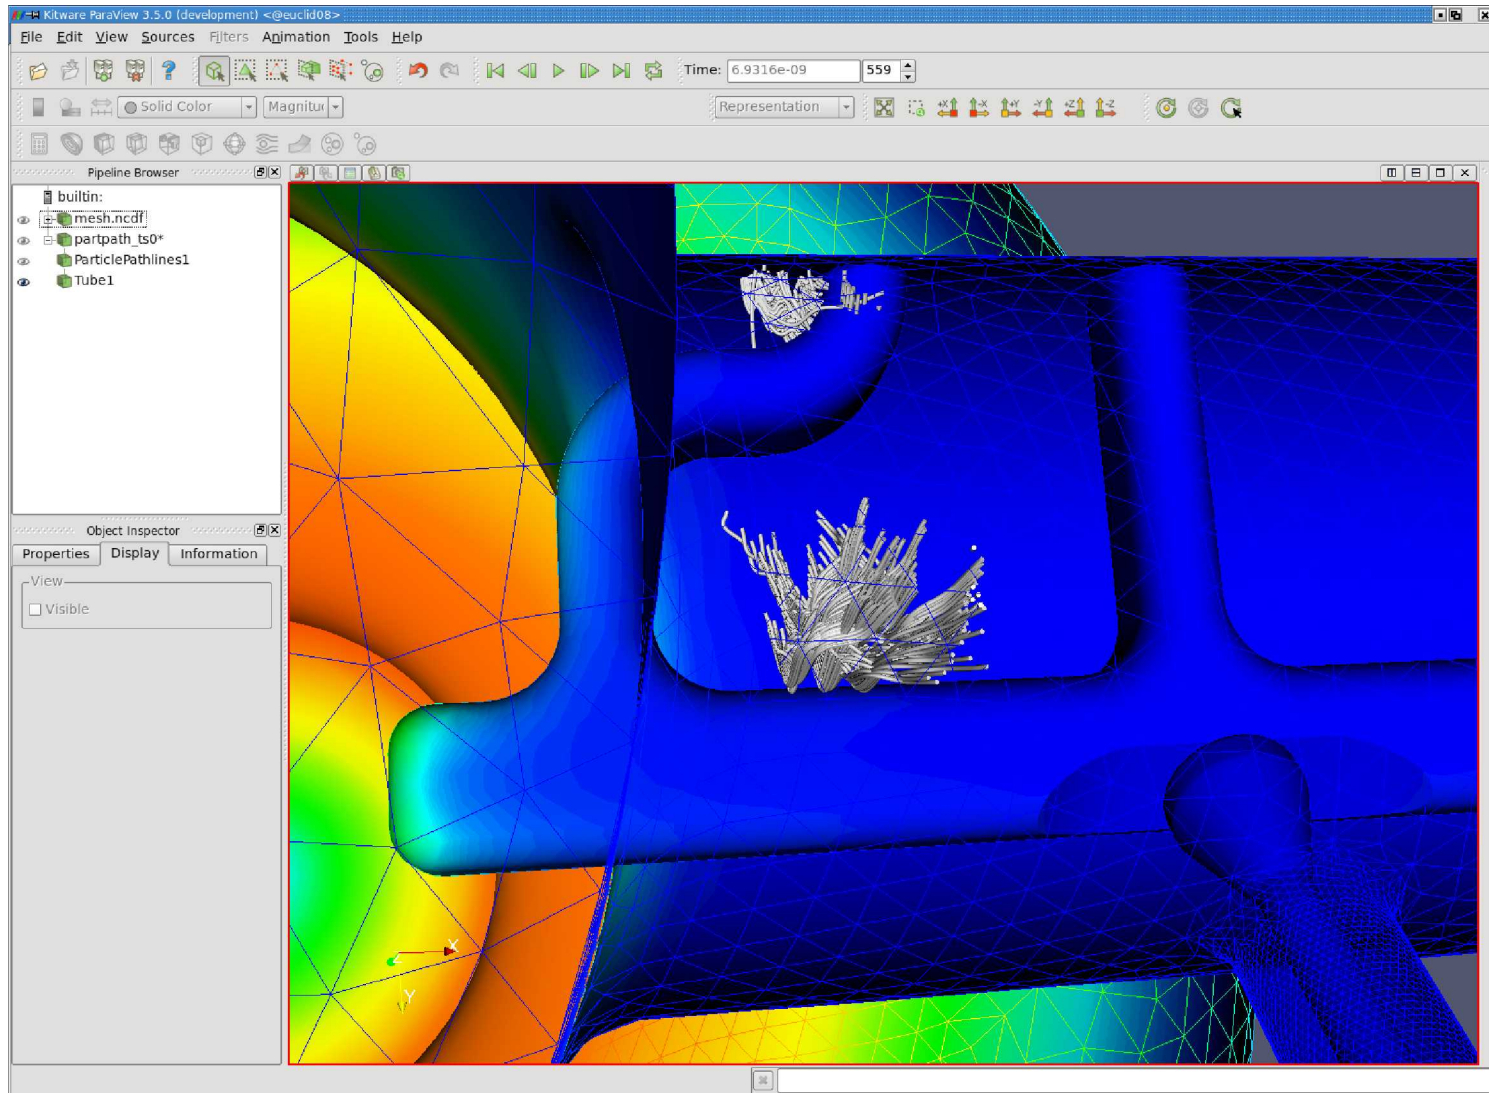 Kitware ParaView 3.5.0 (development) <@euclid08>
File Edit View Sources Filters Animation Tools Help
Time: 6.9316e-09 559
Solid Color Magnitu Representation
+X -X +Y -Y +Z -Z
Pipeline Browser
builtin:
mesh.ncdf
partpath_ts0*
ParticlePathlines1
Tube1
Object Inspector
Properties Display Information
View
Visible
X
Z
Y